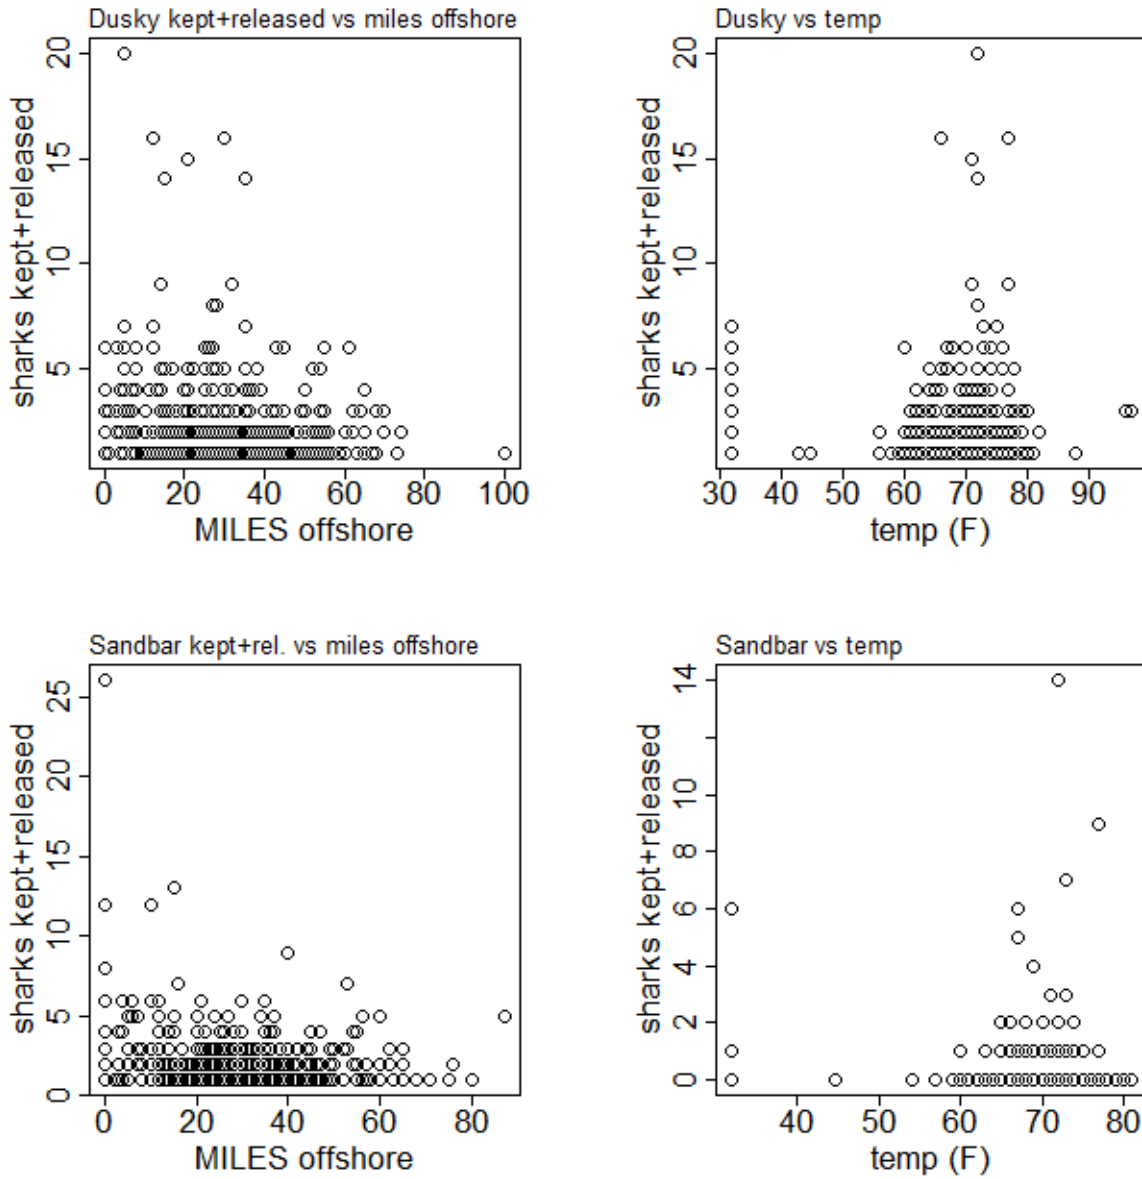 Dusky kept+released vs miles offshore
sharks kept+released
20
15
10
5
0 20 40 60 80 100
MILES offshore
Dusky vs temp
sharks kept+released
20
15
10
5
30 40 50 60 70 80 90
temp (F)
Sandbar kept+rel. vs miles offshore
sharks kept+released
25
20
15
10
5
0
0 20 40 60 80
MILES offshore
Sandbar vs temp
sharks kept+released
14
10
8
6
4
2
0
40 50 60 70 80
temp (F)